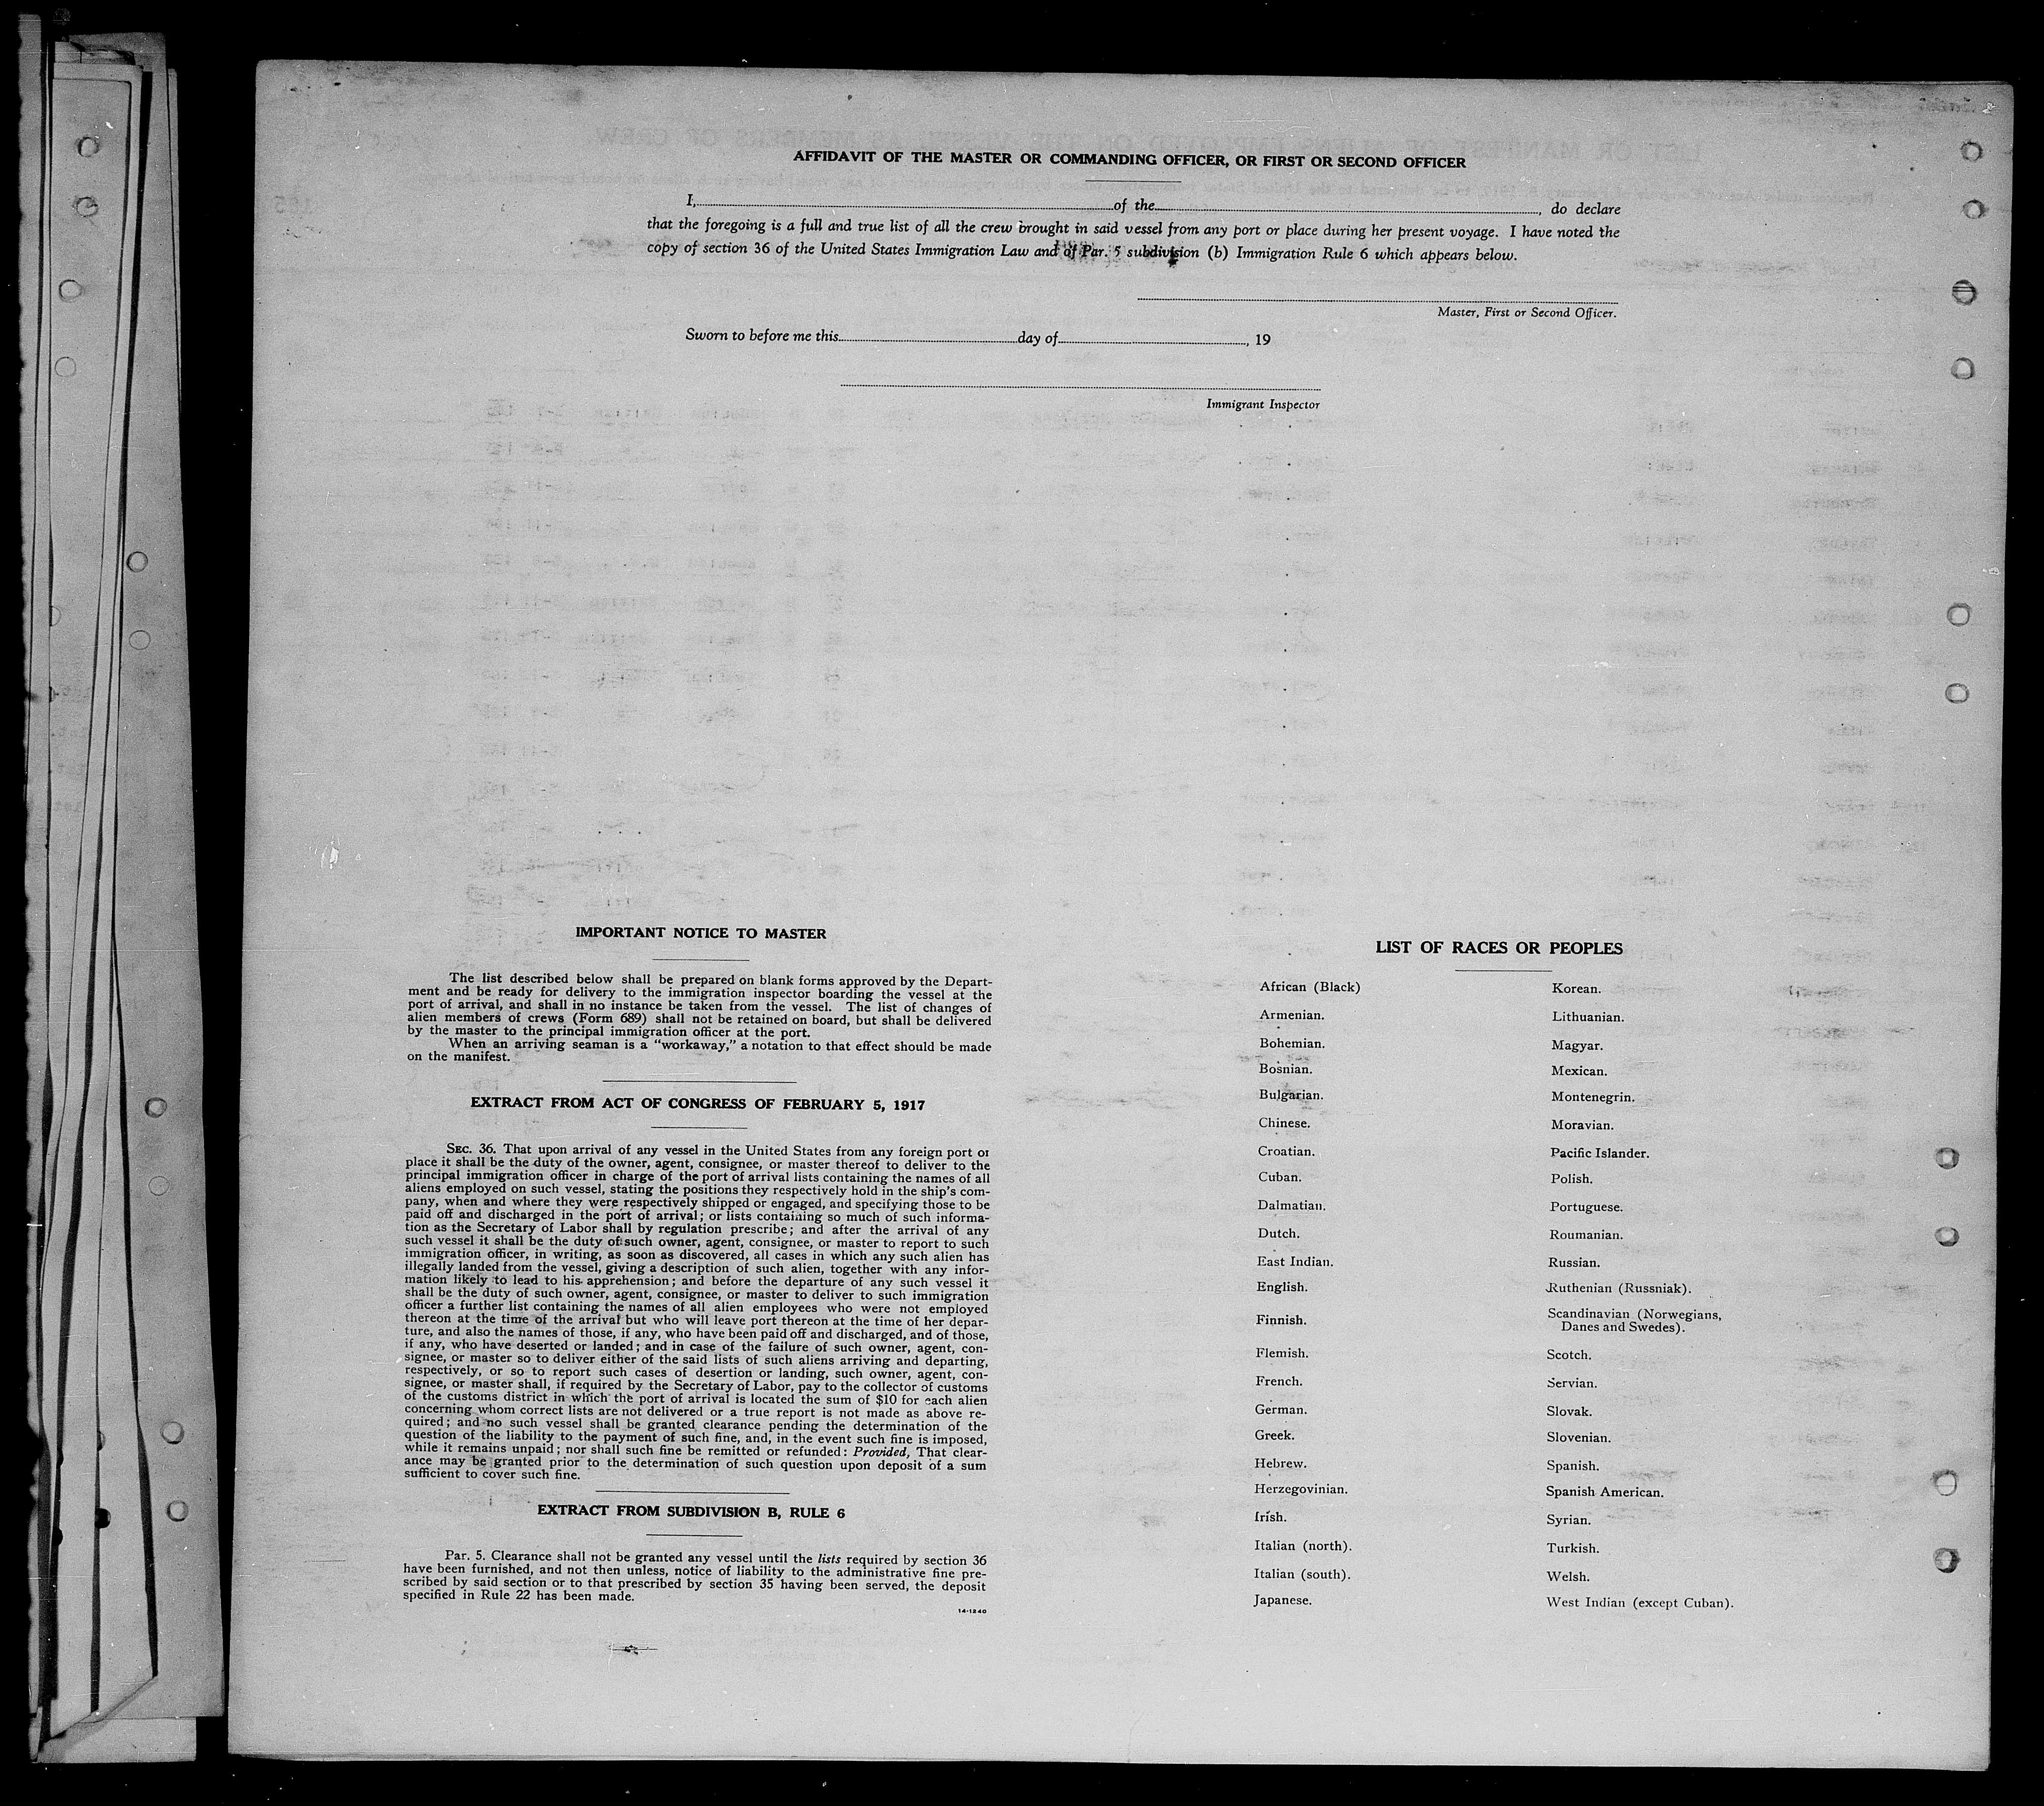 AFFIDAVIT OF THE MASTER OR COMMANDING OFFICER, OR FIRST OR SECOND OFFICER
I, of the , do declare
that the foregoing is a full and true list of all the crew brought in said vessel from any port or place during her present voyage. I have noted the
copy of section 36 of the United States Immigration Law and of Par. 5 subdivision (b) Immigration Rule 6 which appears below.
Master, First or Second Officer.
Sworn to before me this day of , 19
Immigrant Inspector
IMPORTANT NOTICE TO MASTER
The list described below shall be prepared on blank forms approved by the Depart-
ment and be ready for delivery to the immigration inspector boarding the vessel at the
port of arrival, and shall in no instance be taken from the vessel. The list of changes of
alien members of crews (Form 689) shall not be retained on board, but shall be delivered
by the master to the principal immigration officer at the port.
When an arriving seaman is a "workaway," a notation to that effect should be made
on the manifest.
EXTRACT FROM ACT OF CONGRESS OF FEBRUARY 5, 1917
SEC. 36. That upon arrival of any vessel in the United States from any foreign port or
place it shall be the duty of the owner, agent, consignee, or master thereof to deliver to the
principal immigration officer in charge of the port of arrival lists containing the names of all
aliens employed on such vessel, stating the positions they respectively hold in the ship's com-
pany, when and where they were respectively shipped or engaged, and specifying those to be
paid off and discharged in the port of arrival; or lists containing so much of such informa-
tion as the Secretary of Labor shall by regulation prescribe; and after the arrival of any
such vessel it shall be the duty of such owner, agent, consignee, or master to report to such
immigration officer, in writing, as soon as discovered, all cases in which any such alien has
illegally landed from the vessel, giving a description of such alien, together with any infor-
mation likely to lead to his apprehension; and before the departure of any such vessel it
shall be the duty of such owner, agent, consignee, or master to deliver to such immigration
officer a further list containing the names of all alien employees who were not employed
thereon at the time of the arrival but who will leave port thereon at the time of her depar-
ture, and also the names of those, if any, who have been paid off and discharged, and of those,
if any, who have deserted or landed; and in case of the failure of such owner, agent, con-
signee, or master so to deliver either of the said lists of such aliens arriving and departing,
respectively, or so to report such cases of desertion or landing, such owner, agent, con-
signee, or master shall, if required by the Secretary of Labor, pay to the collector of customs
of the customs district in which the port of arrival is located the sum of $10 for each alien
concerning whom correct lists are not delivered or a true report is not made as above re-
quired; and no such vessel shall be granted clearance pending the determination of the
question of the liability to the payment of such fine, and, in the event such fine is imposed,
while it remains unpaid; nor shall such fine be remitted or refunded: Provided, That clear-
ance may be granted prior to the determination of such question upon deposit of a sum
sufficient to cover such fine.
EXTRACT FROM SUBDIVISION B, RULE 6
Par. 5. Clearance shall not be granted any vessel until the lists required by section 36
have been furnished, and not then unless, notice of liability to the administrative fine pre-
scribed by said section or to that prescribed by section 35 having been served, the deposit
specified in Rule 22 has been made.
14-1240
LIST OF RACES OR PEOPLES
African (Black)
Armenian.
Bohemian.
Bosnian.
Bulgarian.
Chinese.
Croatian.
Cuban.
Dalmatian.
Dutch.
East Indian.
English.
Finnish.
Flemish.
French.
German.
Greek.
Hebrew.
Herzegovinian.
Irish.
Italian (north).
Italian (south).
Japanese.
Korean.
Lithuanian.
Magyar.
Mexican.
Montenegrin.
Moravian.
Pacific Islander.
Polish.
Portuguese.
Roumanian.
Russian.
Ruthenian (Russniak).
Scandinavian (Norwegians,
Danes and Swedes).
Scotch.
Servian.
Slovak.
Slovenian.
Spanish.
Spanish American.
Syrian.
Turkish.
Welsh.
West Indian (except Cuban).